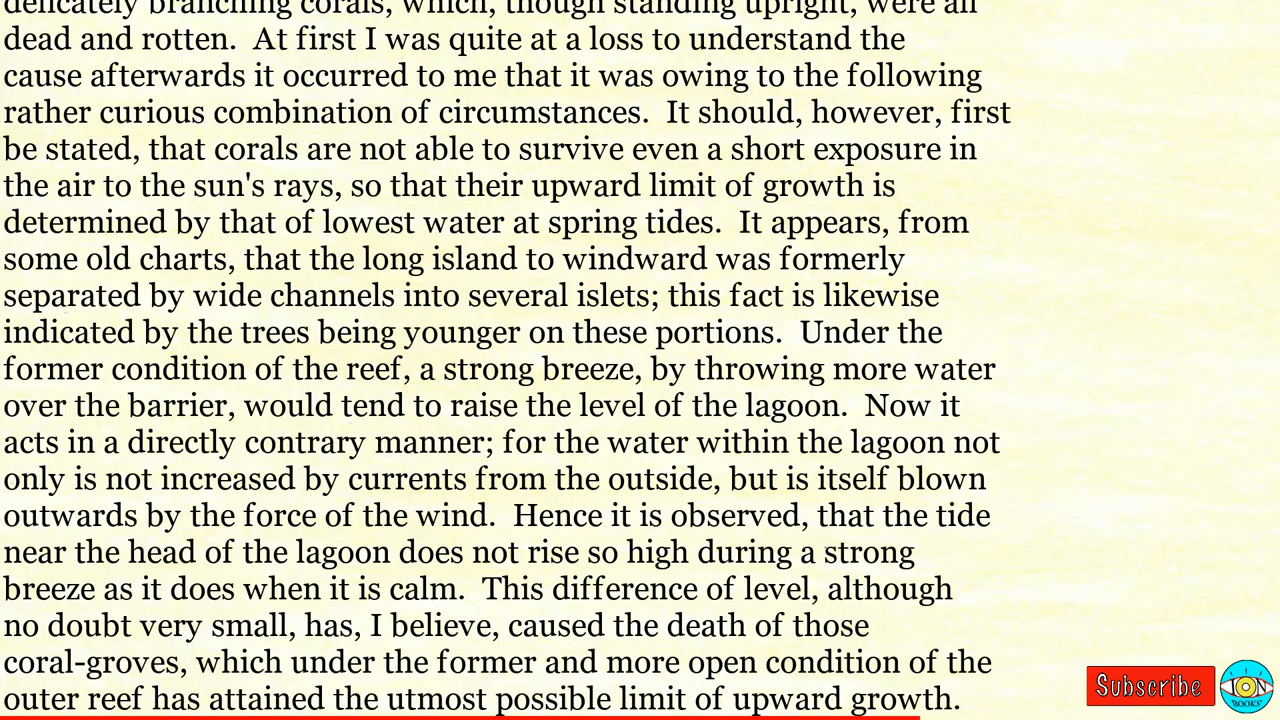 delicately branching corals, which, though standing upright, were all
dead and rotten.  At first I was quite at a loss to understand the
cause afterwards it occurred to me that it was owing to the following
rather curious combination of circumstances.  It should, however, first
be stated, that corals are not able to survive even a short exposure in
the air to the sun's rays, so that their upward limit of growth is
determined by that of lowest water at spring tides.  It appears, from
some old charts, that the long island to windward was formerly
separated by wide channels into several islets; this fact is likewise
indicated by the trees being younger on these portions.  Under the
former condition of the reef, a strong breeze, by throwing more water
over the barrier, would tend to raise the level of the lagoon.  Now it
acts in a directly contrary manner; for the water within the lagoon not
only is not increased by currents from the outside, but is itself blown
outwards by the force of the wind.  Hence it is observed, that the tide
near the head of the lagoon does not rise so high during a strong
breeze as it does when it is calm.  This difference of level, although
no doubt very small, has, I believe, caused the death of those
coral-groves, which under the former and more open condition of the
outer reef has attained the utmost possible limit of upward growth.
Subscribe
ION
BOOKS